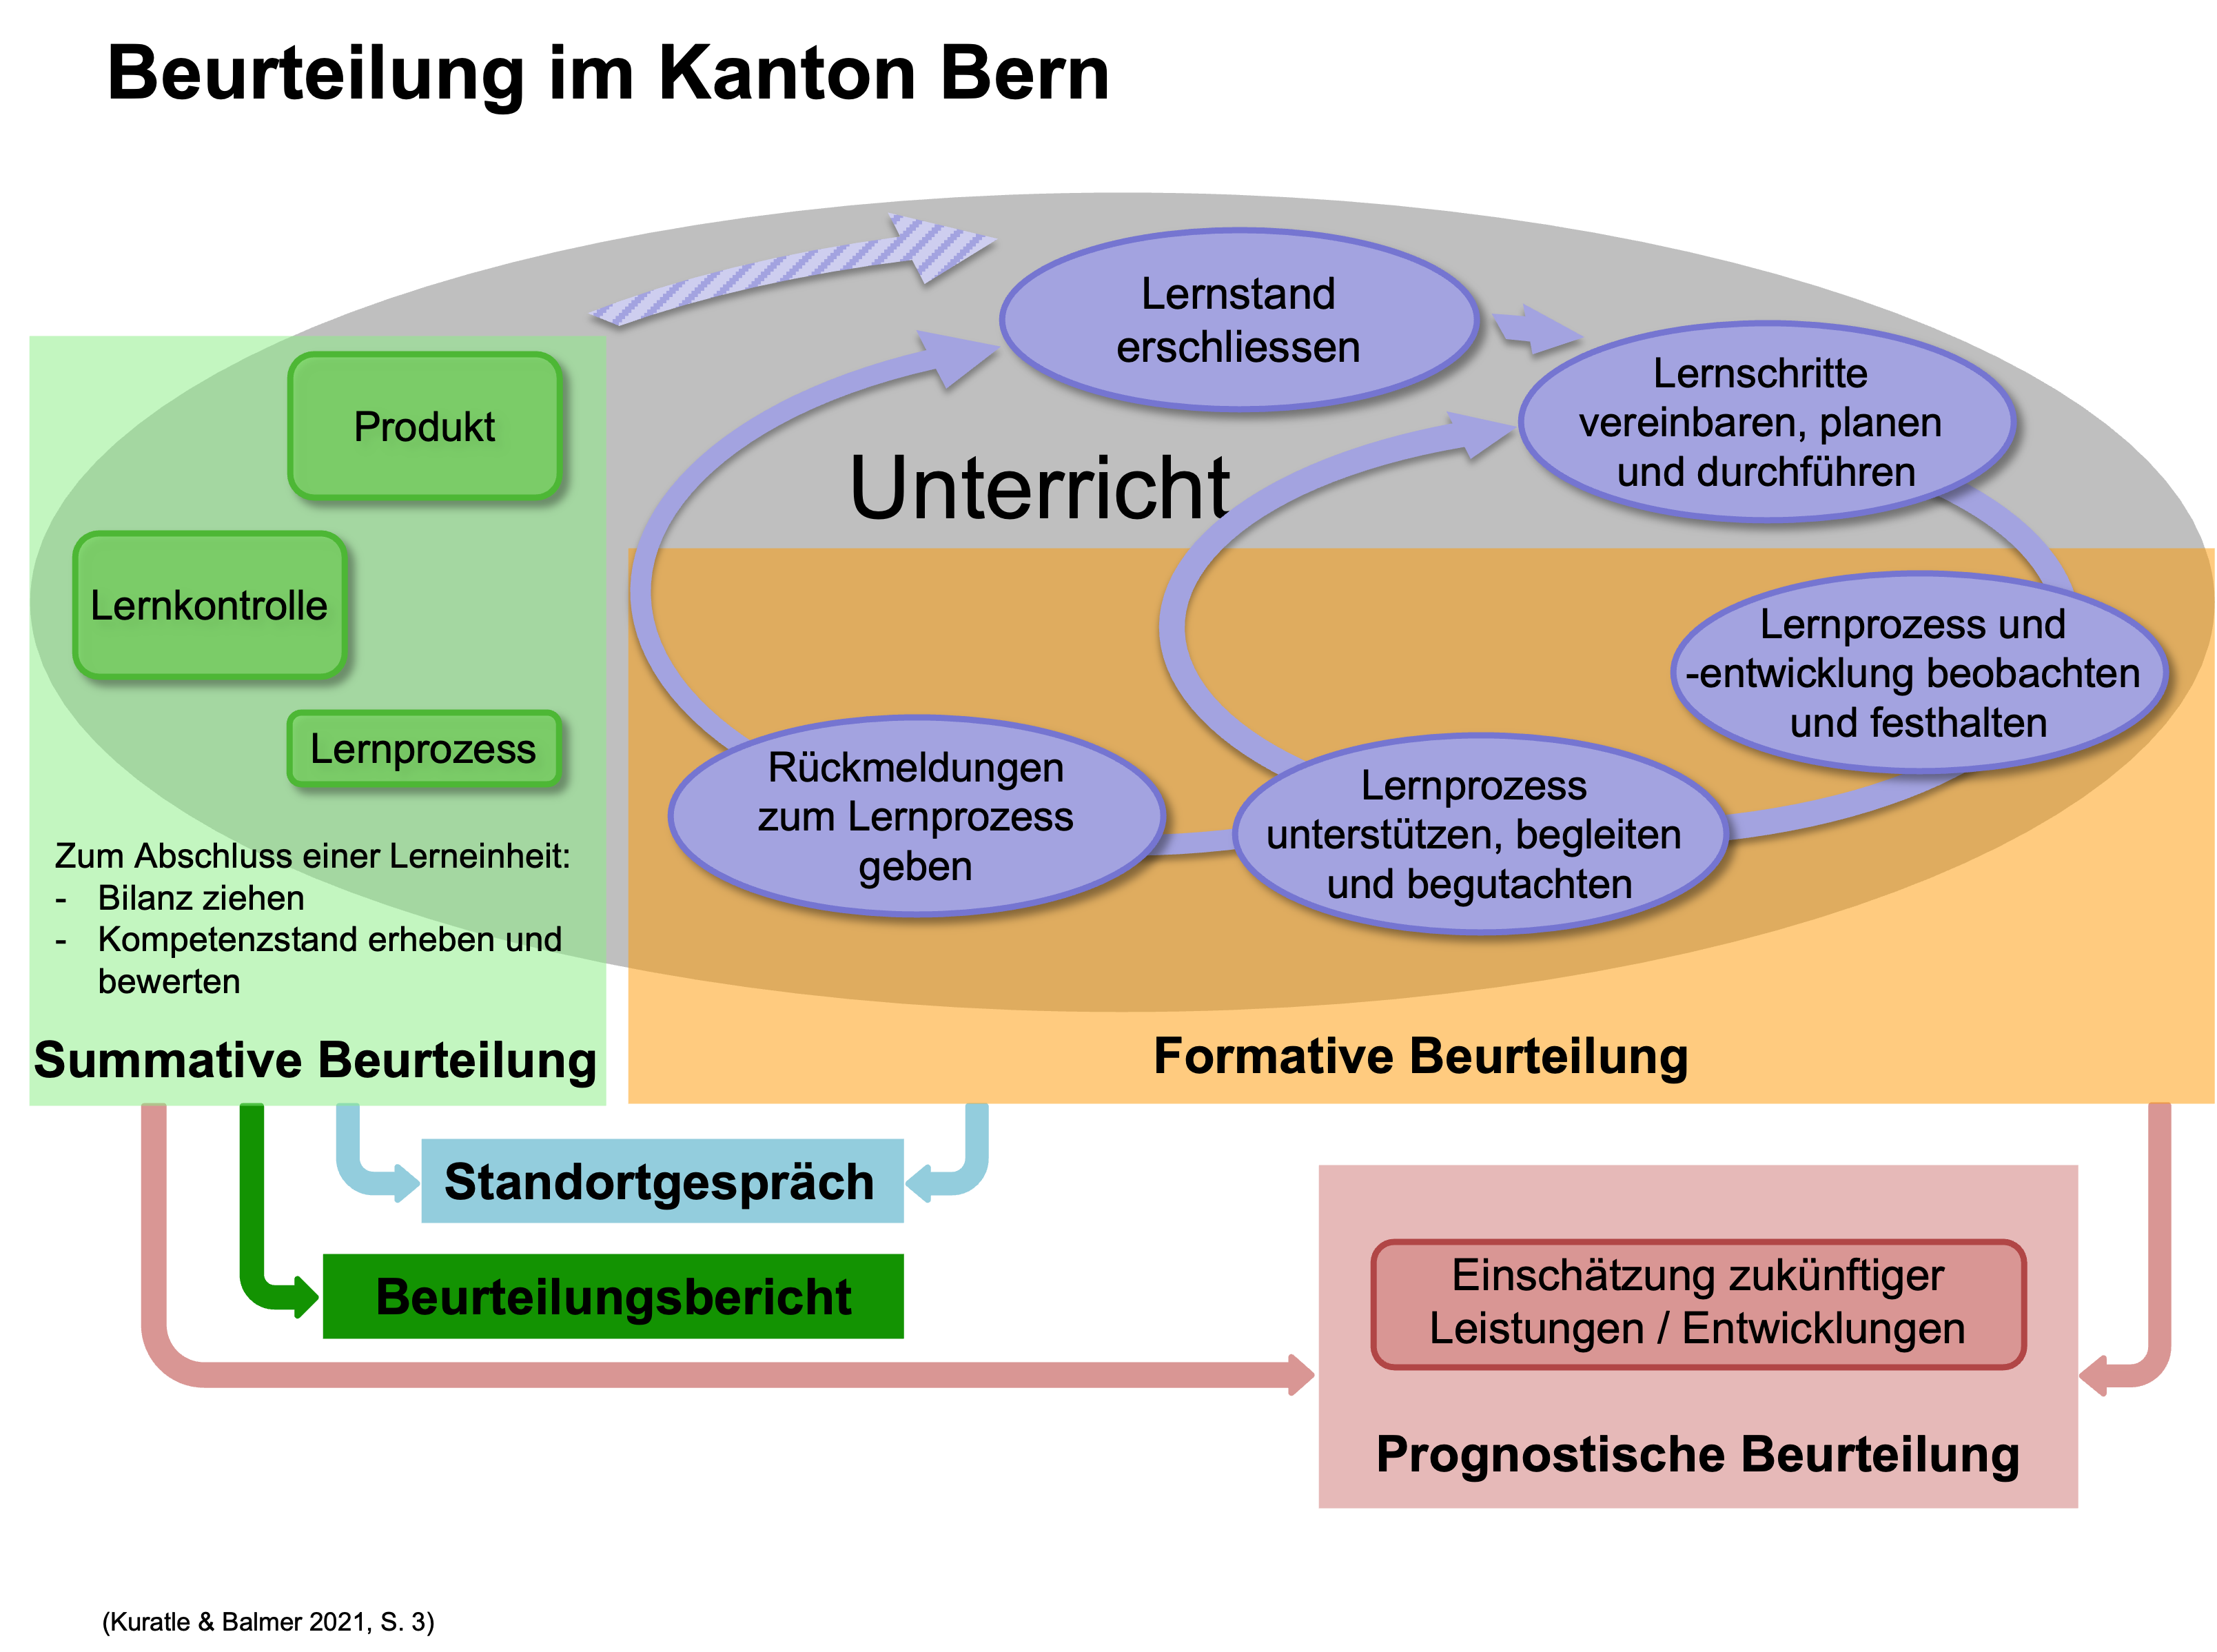 Beurteilung im Kanton Bern
Lernstand
erschliessen
Lernschritte
vereinbaren, planen
und durchführen
Produkt
Unterricht
Lernkontrolle
Lernprozess und
-entwicklung beobachten
und festhalten
Lernprozess
Rückmeldungen
zum Lernprozess
geben
Lernprozess
unterstützen, begleiten
und begutachten
Zum Abschluss einer Lerneinheit:
- Bilanz ziehen
- Kompetenzstand erheben und
bewerten
Summative Beurteilung
Formative Beurteilung
Standortgespräch
Beurteilungsbericht
Einschätzung zukünftiger
Leistungen / Entwicklungen
Prognostische Beurteilung
(Kuratle & Balmer 2021, S. 3)